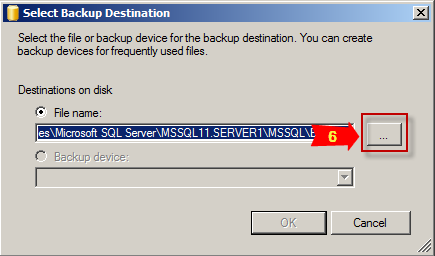 Select Backup Destination
Select the file or backup device for the backup destination. You can create
backup devices for frequently used files.
Destinations on disk
File name:
es\Microsoft SQL Server\MSSQL11.SERVER1\MSSQL\
6
...
Backup device:
OK
Cancel